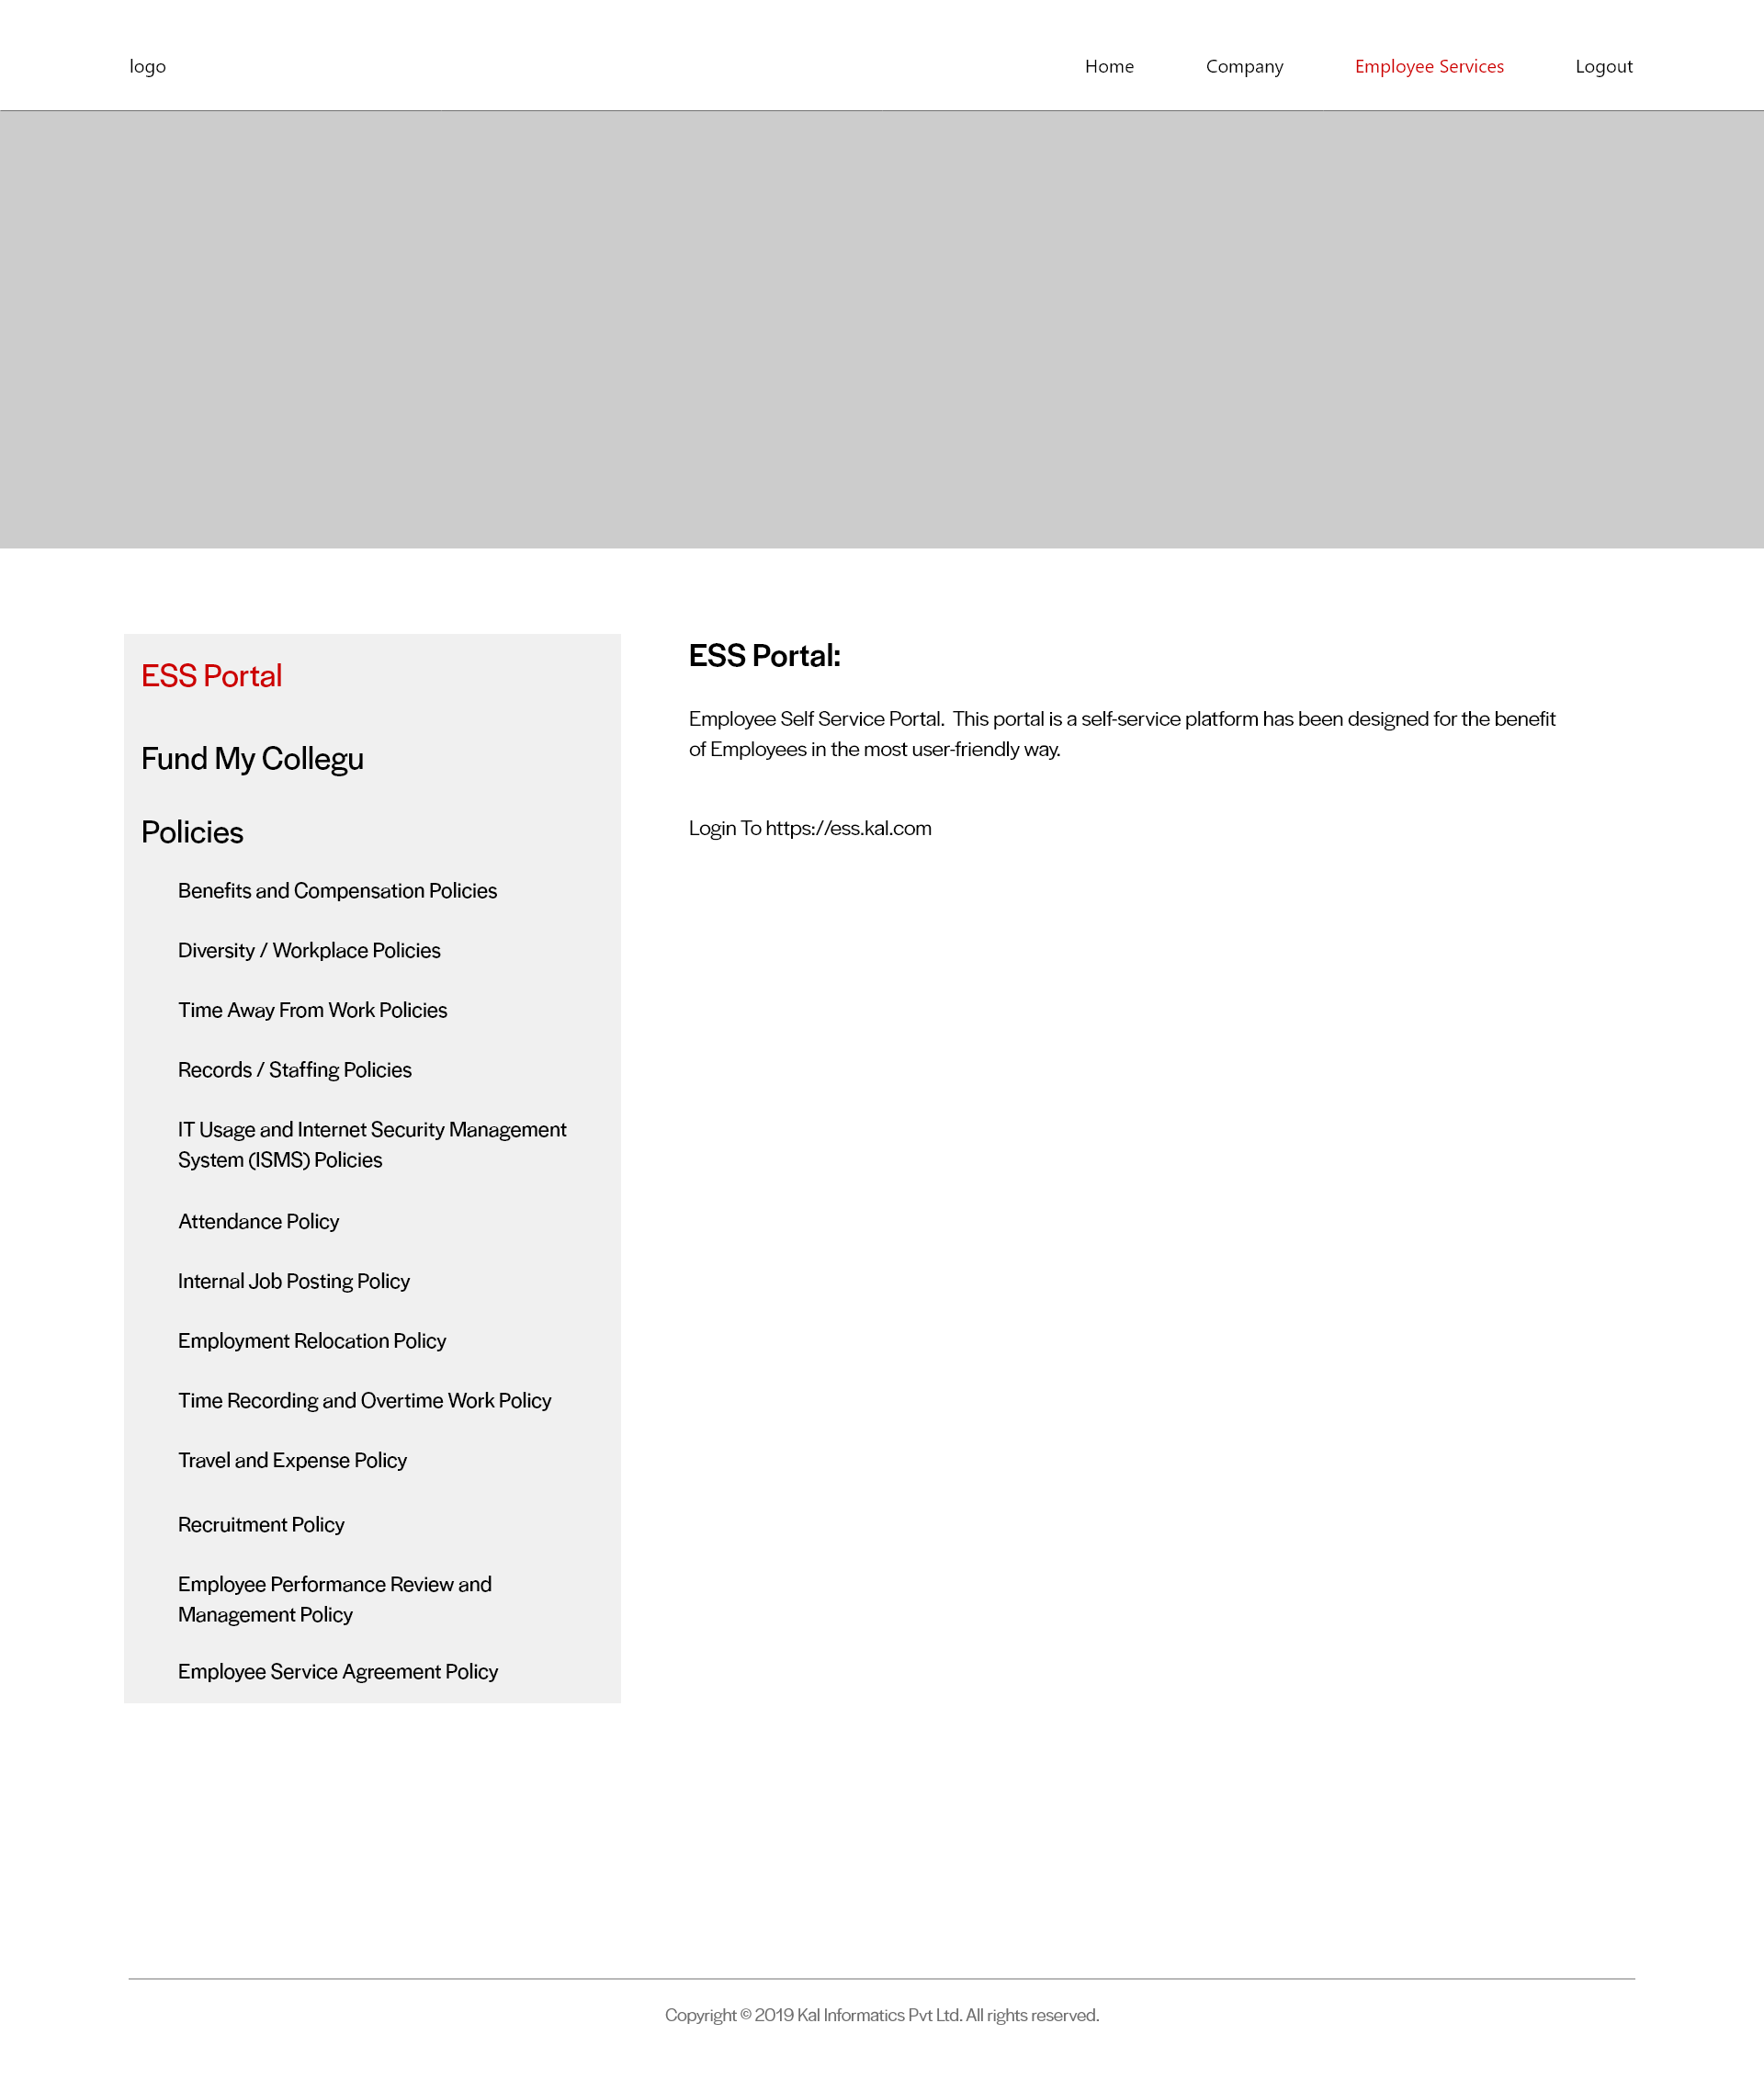 logo
Home
Company
Employee Services
Logout
ESS Portal
Fund My Collegu
Policies
Benefits and Compensation Policies
Diversity / Workplace Policies
Time Away From Work Policies
Records / Staffing Policies
IT Usage and Internet Security Management
System (ISMS) Policies
Attendance Policy
Internal Job Posting Policy
Employment Relocation Policy
Time Recording and Overtime Work Policy
Travel and Expense Policy
Recruitment Policy
Employee Performance Review and
Management Policy
Employee Service Agreement Policy
ESS Portal:
Employee Self Service Portal.  This portal is a self-service platform has been designed for the benefit
of Employees in the most user-friendly way.
Login To https://ess.kal.com
Copyright © 2019 Kal Informatics Pvt Ltd. All rights reserved.